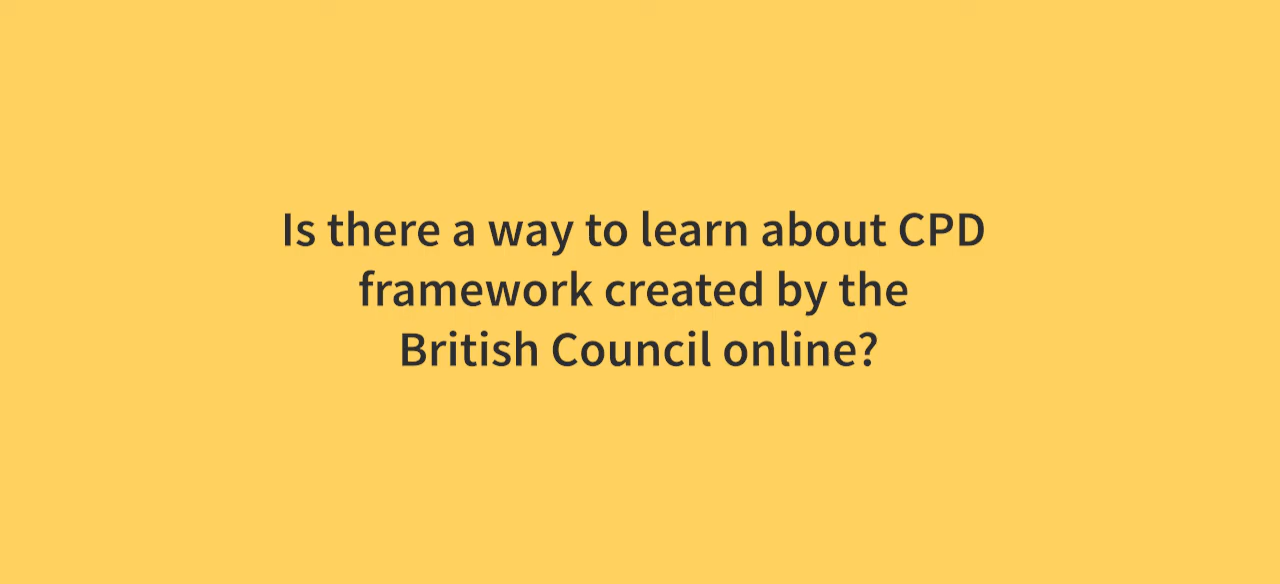 Is there a way to learn about CPD
framework created by the
British Council online?